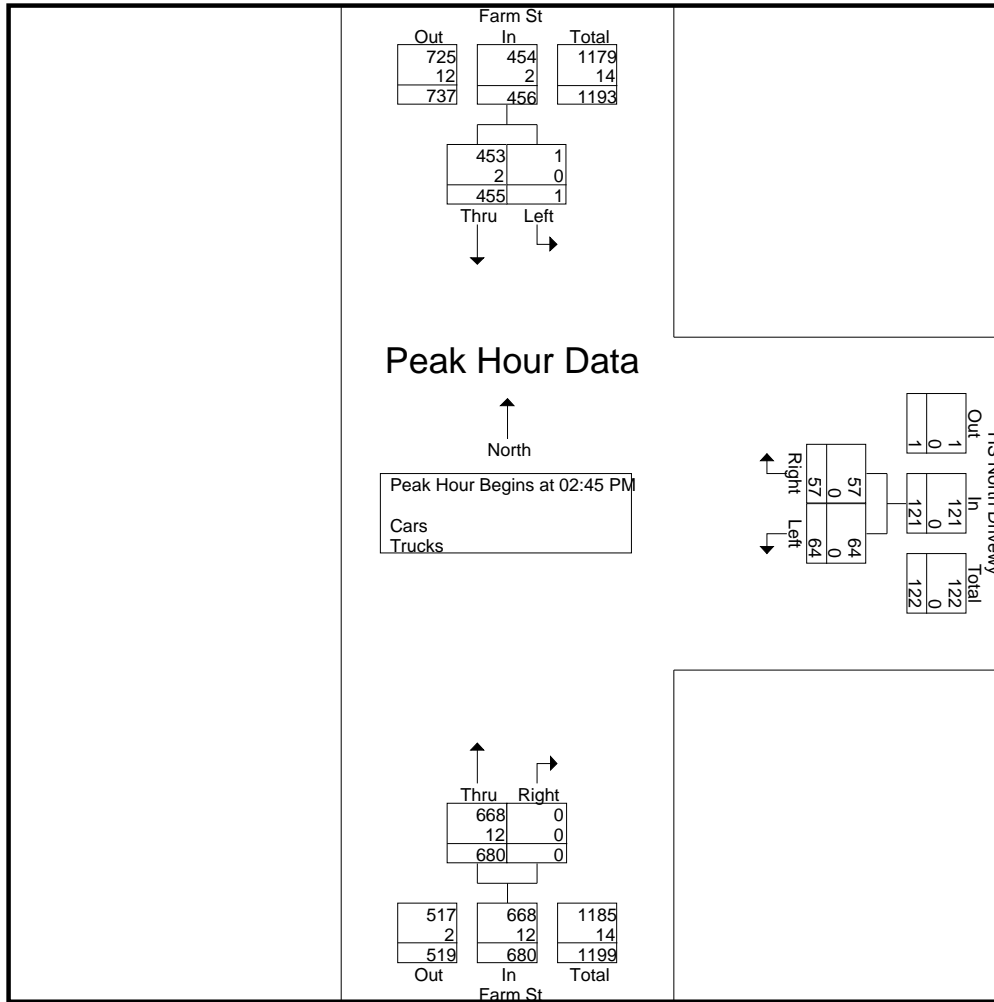 Farm St
Out In Total
725 454 1179
12 2 14
737 456 1193
453 1
2 0
455 1
Thru Left
Peak Hour Data
North
Peak Hour Begins at 02:45 PM
Cars
Trucks
Right Left
57 64
0 0
57 64
North Drivewy
Out In Total
1 121 122
0 0 0
1 121 122
Thru Right
668 0
12 0
680 0
517 668 1185
2 12 14
519 680 1199
Out In Total
Farm St